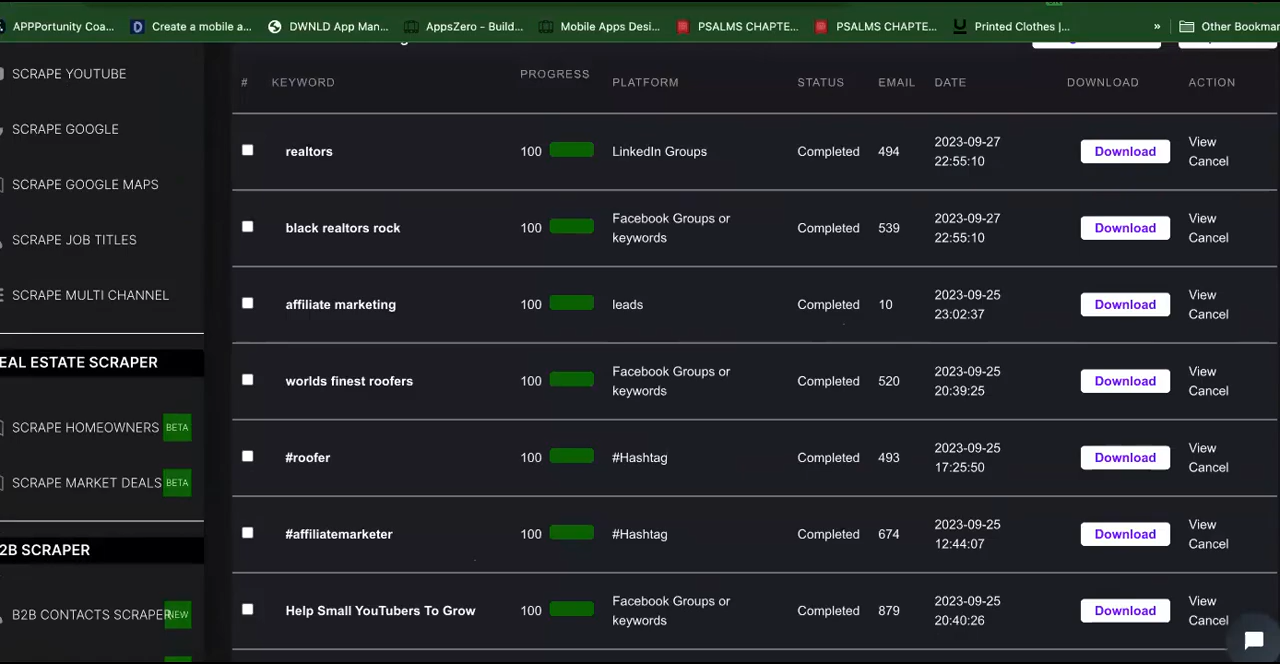 APPPortunity Coa... Create a mobile a... DWNLD App Man... AppsZero - Build... Mobile Apps Desi... PSALMS CHAPTE... PSALMS CHAPTE... Printed Clothes |... » Other Bookmar
SCRAPE YOUTUBE
SCRAPE GOOGLE
SCRAPE GOOGLE MAPS
SCRAPE JOB TITLES
SCRAPE MULTI CHANNEL
EAL ESTATE SCRAPER
SCRAPE HOMEOWNERS BETA
SCRAPE MARKET DEALS BETA
2B SCRAPER
B2B CONTACTS SCRAPER NEW
# KEYWORD PROGRESS PLATFORM STATUS EMAIL DATE DOWNLOAD ACTION
realtors 100 LinkedIn Groups Completed 494 2023-09-27 Download View
22:55:10 Cancel
black realtors rock 100 Facebook Groups or Completed 539 2023-09-27 Download View
keywords 22:55:10 Cancel
affiliate marketing 100 leads Completed 10 2023-09-25 Download View
23:02:37 Cancel
worlds finest roofers 100 Facebook Groups or Completed 520 2023-09-25 Download View
keywords 20:39:25 Cancel
#roofer 100 #Hashtag Completed 493 2023-09-25 Download View
17:25:50 Cancel
#affiliatemarketer 100 #Hashtag Completed 674 2023-09-25 Download View
12:44:07 Cancel
Help Small YouTubers To Grow 100 Facebook Groups or Completed 879 2023-09-25 Download View
keywords 20:40:26 Cancel